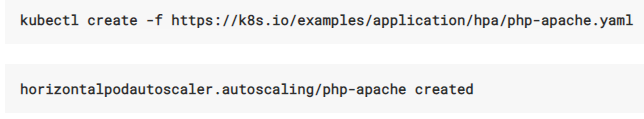 kubectl create -f https://k8s.io/examples/application/hpa/php-apache.yaml
horizontalpodautoscaler.autoscaling/php-apache created